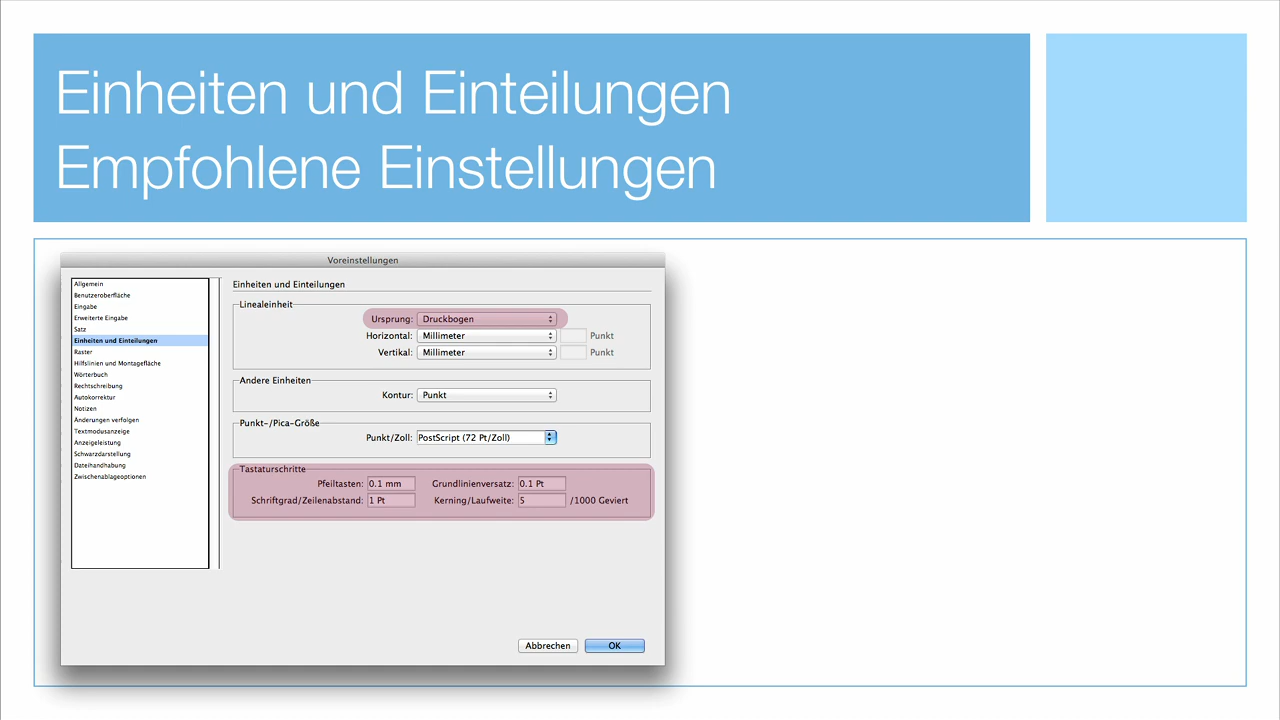 Einheiten und Einteilungen
Empfohlene Einstellungen
Voreinstellungen
Allgemein
Benutzeroberfläche
Eingabe
Erweiterte Eingabe
Satz
Einheiten und Einteilungen
Raster
Hilfslinien und Montagefläche
Wörterbuch
Rechtschreibung
Autokorrektur
Notizen
Änderungen verfolgen
Textmodusanzeige
Anzeigeleistung
Schwarzdarstellung
Dateihandhabung
Zwischenablageoptionen
Einheiten und Einteilungen
Linealeinheit
Ursprung: Druckbogen
Horizontal: Millimeter Punkt
Vertikal: Millimeter Punkt
Andere Einheiten
Kontur: Punkt
Punkt-/Pica-Größe
Punkt/Zoll: PostScript (72 Pt/Zoll)
Tastaturschritte
Pfeiltasten: 0.1 mm Grundlinienversatz: 0.1 Pt
Schriftgrad/Zeilenabstand: 1 Pt Kerning/Laufweite: 5 /1000 Geviert
Abbrechen OK